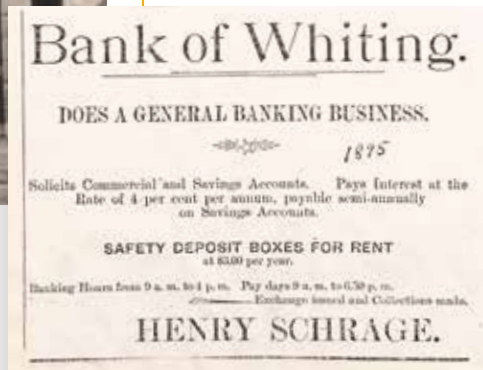 Bank of Whiting.
DOES A GENERAL BANKING BUSINESS.
1895
Solicits Commercial and Savings Accounts. Pays Interest at the
Rate of 4 per cent per annum, payable semi-annually
on Savings Accounts.
SAFETY DEPOSIT BOXES FOR RENT
at $3.00 per year.
Banking Hours from 9 a. m. to 4 p. m. Pay days 9 a. m. to 6.30 p. m.
Exchange issued and Collections made.
HENRY SCHRAGE.